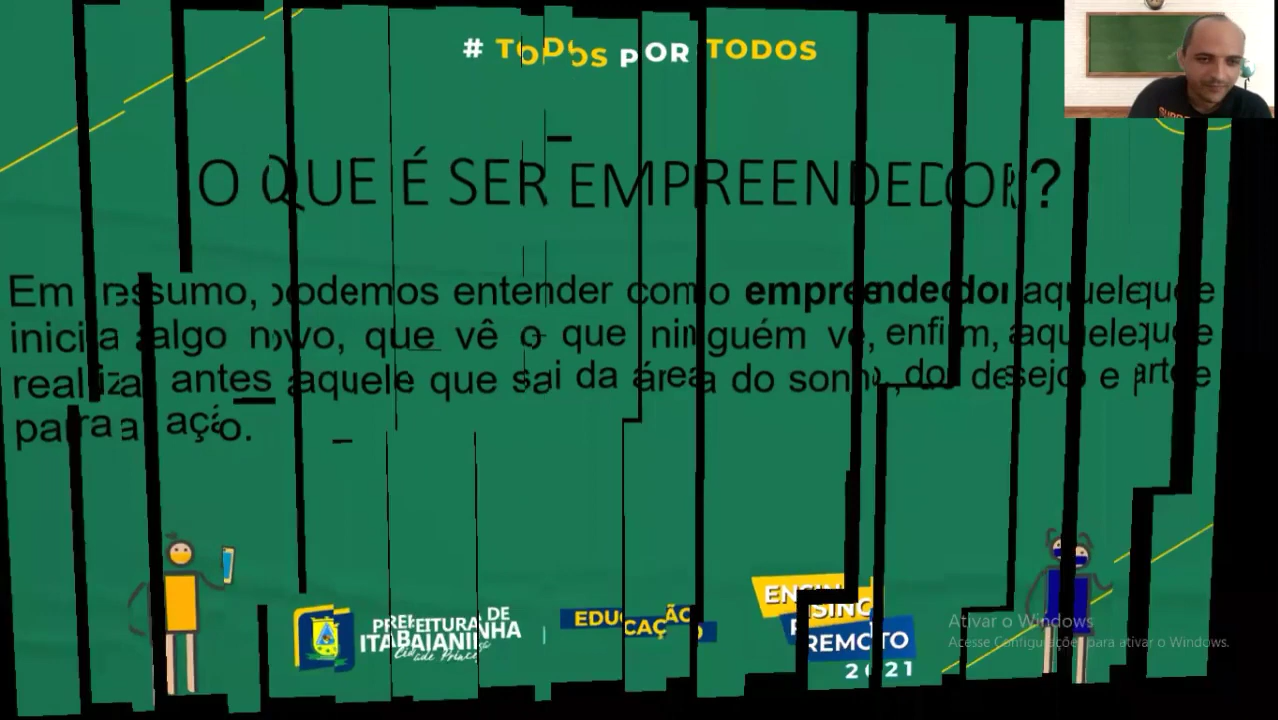 # TODOS POR TODOS
O QUE É SER EMPREENDEDOR?
Em resumo, podemos entender como empreendedor aquele que
inicia algo novo, que vê o que ninguém vê, enfim, aquele que
realiza antes aquele que sai da área do sonho, do desejo e parte
para a ação.
PREFEITURA DE
ITABAIANINHA
Cidade Princesa
EDUCAÇÃO
ENSINO
REMOTO
2021
Ativar o Windows
Acesse Configurações para ativar o Windows.